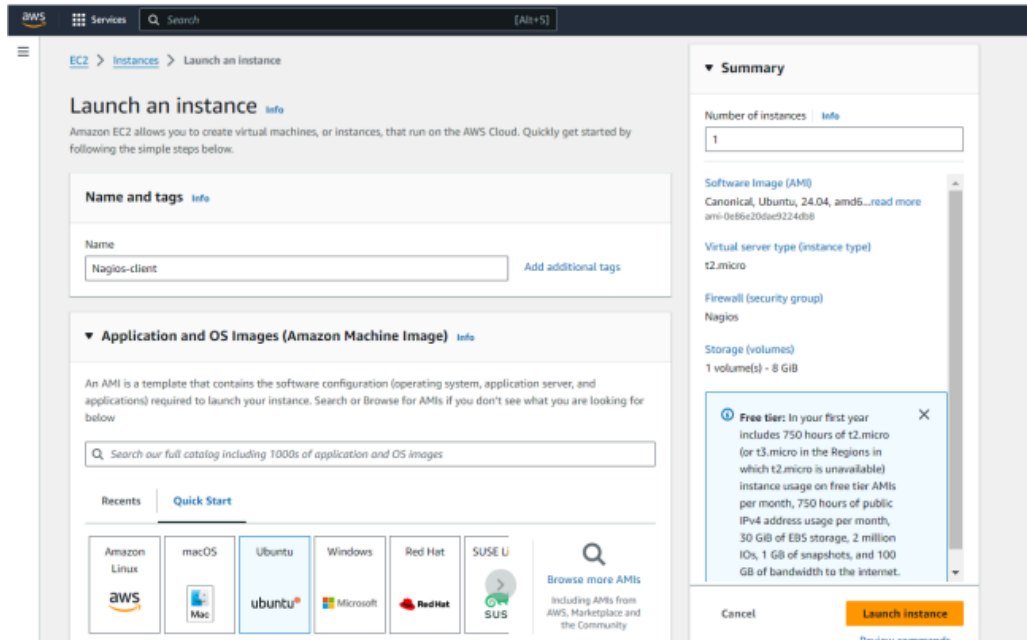 aws
Services
Search
[Alt+S]
EC2 > Instances > Launch an instance
Launch an instance Info
Amazon EC2 allows you to create virtual machines, or instances, that run on the AWS Cloud. Quickly get started by
following the simple steps below.
Name and tags Info
Name
Nagios-client
Add additional tags
Application and OS Images (Amazon Machine Image) Info
An AMI is a template that contains the software configuration (operating system, application server, and
applications) required to launch your instance. Search or Browse for AMIs if you don't see what you are looking for
below
Search our full catalog including 1000s of application and OS images
Recents
Quick Start
Amazon
Linux
aws
macOS
Mac
Ubuntu
ubuntu®
Windows
Microsoft
Red Hat
Red Hat
SUSE Li
SUS
Browse more AMIs
Including AMIs from
AWS, Marketplace and
the Community
Summary
Number of instances Info
1
Software Image (AMI)
Canonical, Ubuntu, 24.04, amd6...read more
ami-0e86e20dae9224db8
Virtual server type (instance type)
t2.micro
Firewall (security group)
Nagios
Storage (volumes)
1 volume(s) - 8 GiB
Free tier: In your first year
includes 750 hours of t2.micro
(or t3.micro in the Regions in
which t2.micro is unavailable)
instance usage on free tier AMIs
per month, 750 hours of public
IPv4 address usage per month,
30 GiB of EBS storage, 2 million
IOs, 1 GB of snapshots, and 100
GB of bandwidth to the internet.
Cancel
Launch instance
Review commands